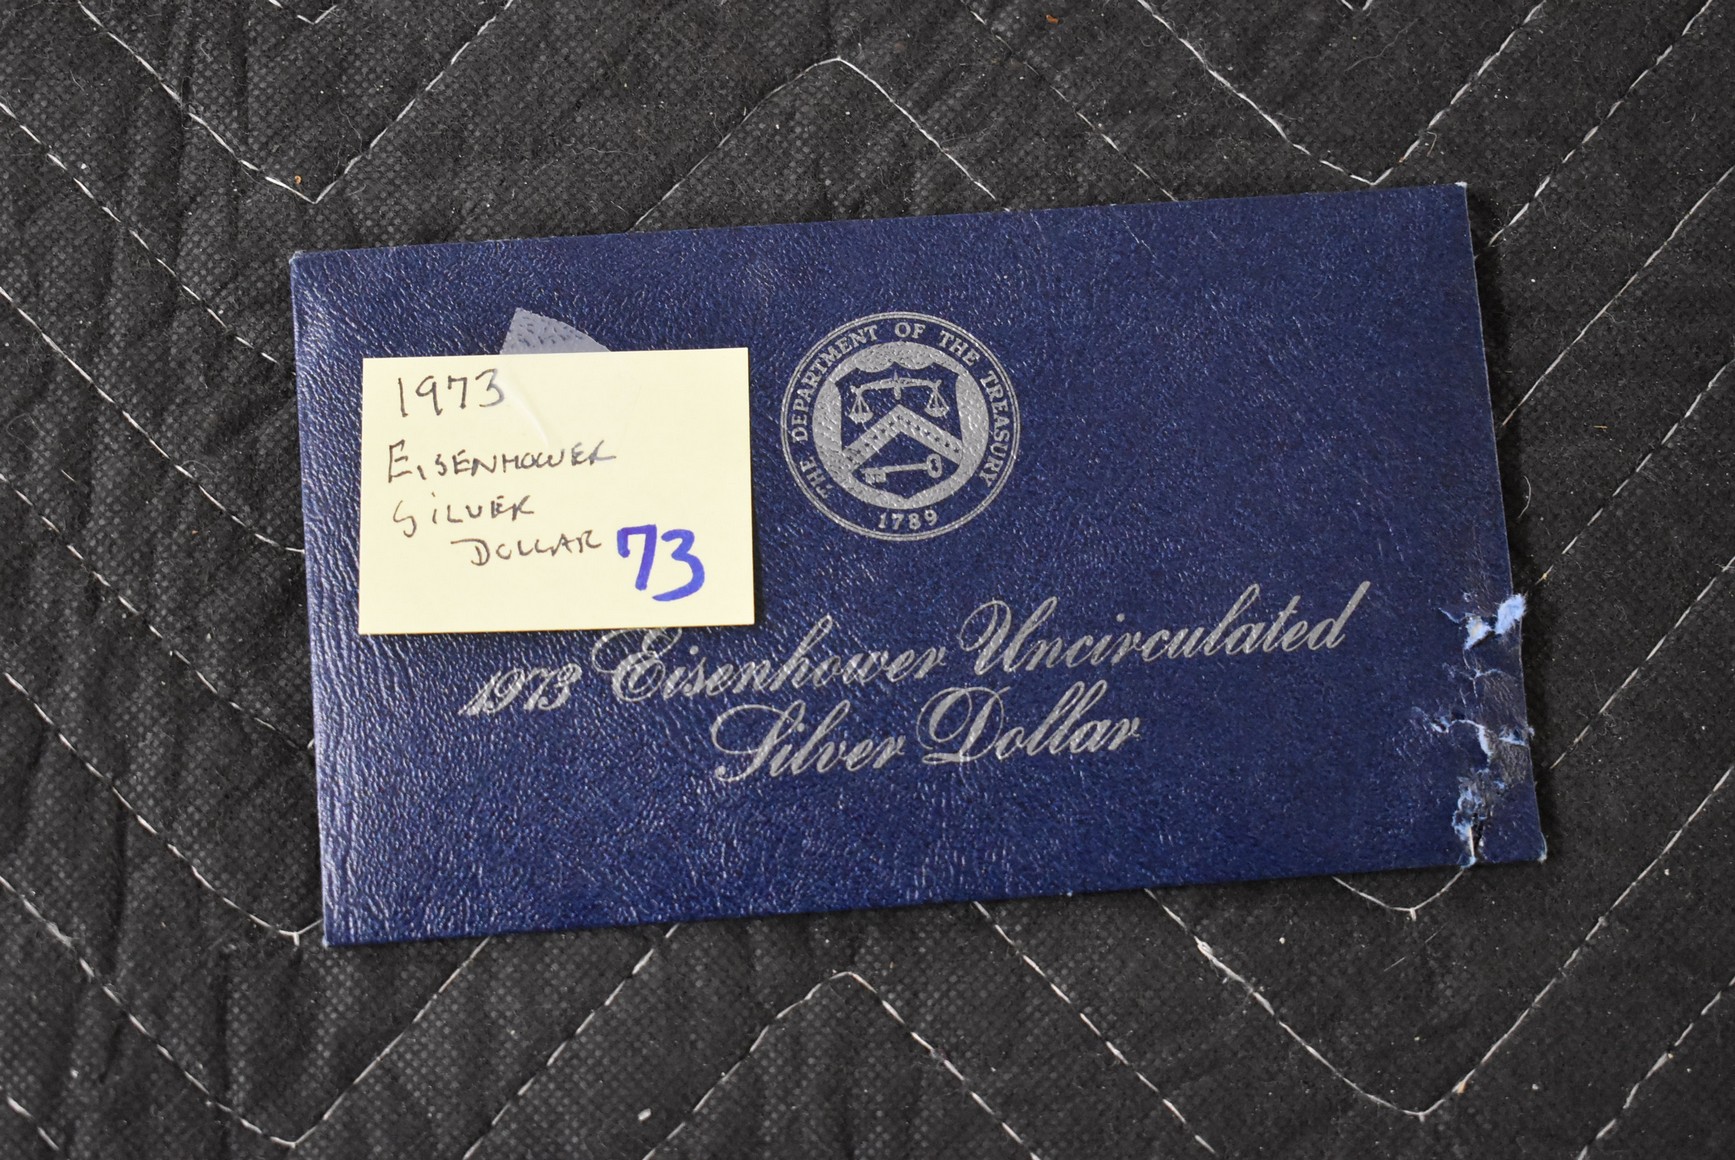 1973
EISENHOWER
SILVER
DOLLAR 73
THE DEPARTMENT OF THE TREASURY
1789
1973 Eisenhower Uncirculated
Silver Dollar